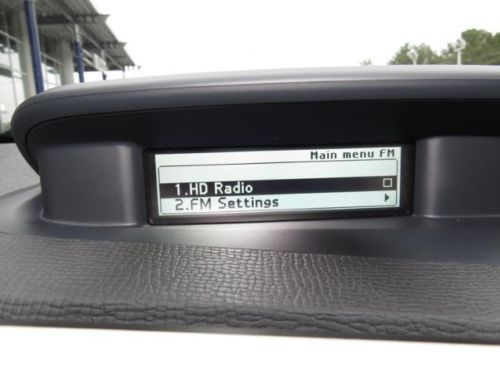 Main menu FM
1.HD Radio
2.FM Settings